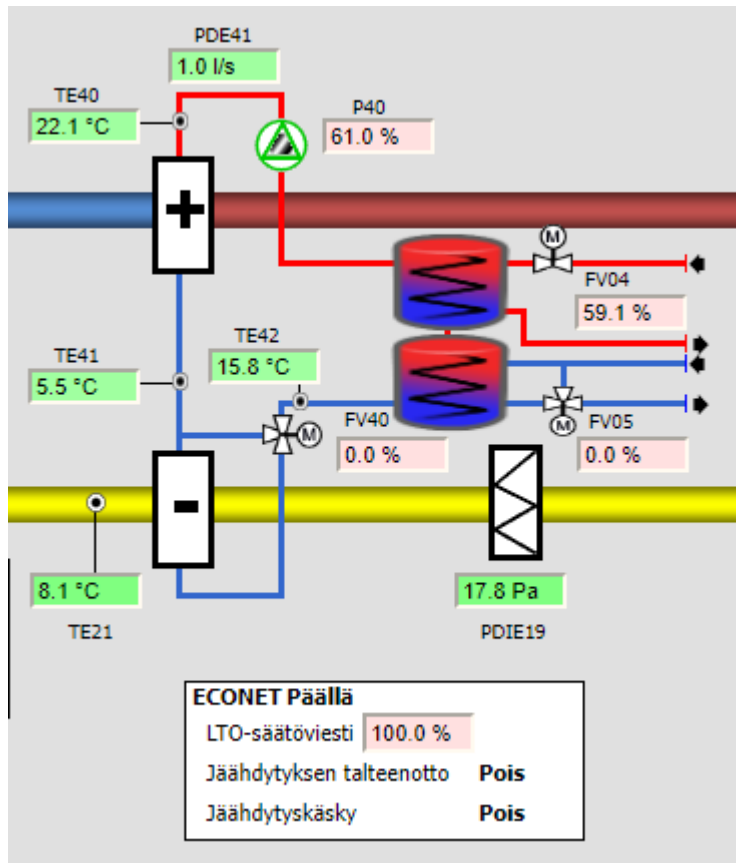 PDE41
1.0 l/s
TE40
22.1 °C
P40
61.0 %
+
M
FV04
59.1 %
TE41
5.5 °C
TE42
15.8 °C
M
FV40
0.0 %
M
FV05
0.0 %
-
8.1 °C
TE21
17.8 Pa
PDIE19
ECONET Päällä
LTO-säätöviesti 100.0 %
Jäähdytyksen talteenotto Pois
Jäähdytyskäsky Pois